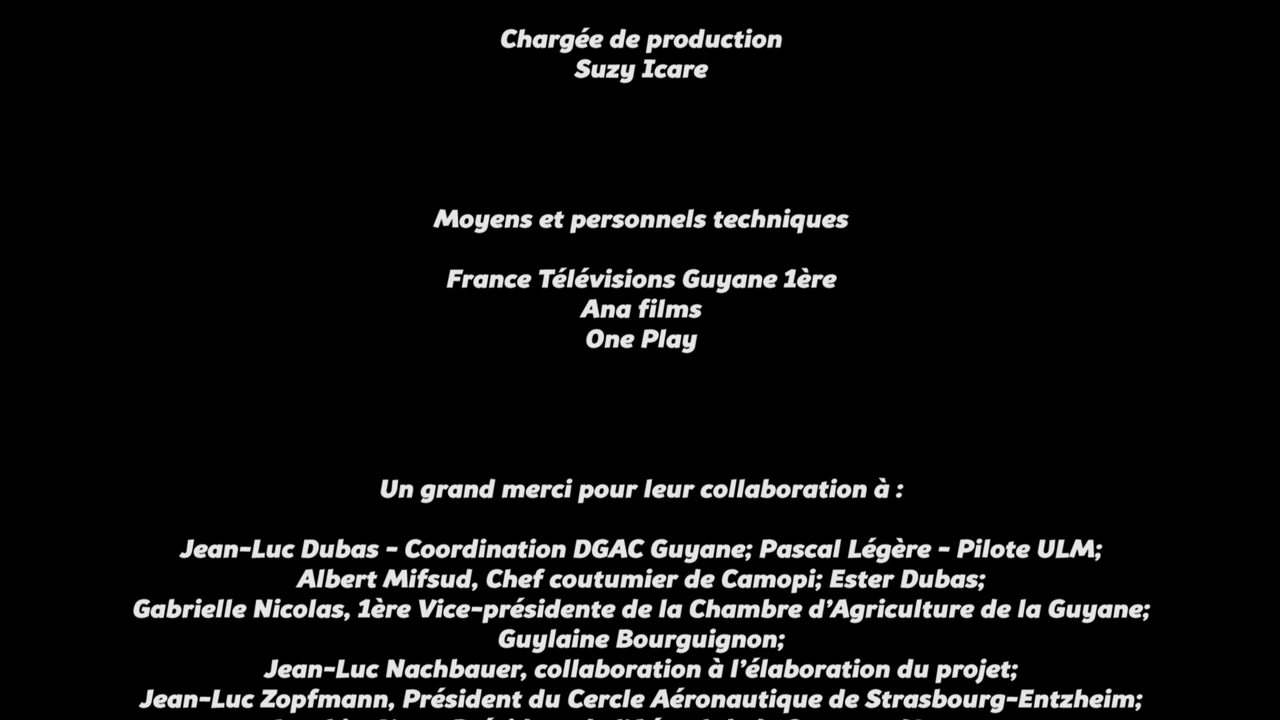 Chargée de production
Suzy Icare
Moyens et personnels techniques
France Télévisions Guyane 1ère
Ana films
One Play
Un grand merci pour leur collaboration à :
Jean-Luc Dubas - Coordination DGAC Guyane; Pascal Légère - Pilote ULM;
Albert Mifsud, Chef coutumier de Camopi; Ester Dubas;
Gabrielle Nicolas, 1ère Vice-présidente de la Chambre d'Agriculture de la Guyane;
Guylaine Bourguignon;
Jean-Luc Nachbauer, collaboration à l'élaboration du projet;
Jean-Luc Zopfmann, Président du Cercle Aéronautique de Strasbourg-Entzheim;